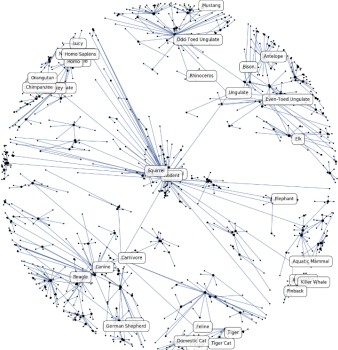 Mustang
Odd-Toed Ungulate
Lucy
Homo Sapiens
Antelope
Bison
Orangutan
Rhinoceros
Chimpanzee
Ungulate
Even-Toed Ungulate
Elk
Squirrel
Elephant
Carnivore
Aquatic Mammal
Canine
Beagle
Killer Whale
Finback
German Shepherd
Feline
Tiger
Domestic Cat
Tiger Cat